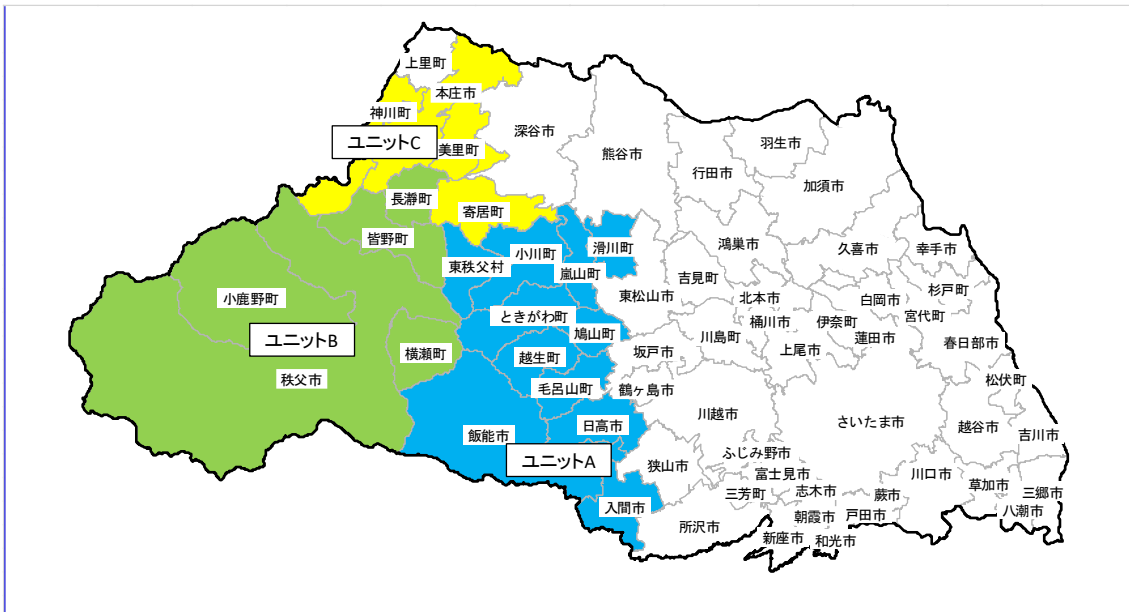 上里町
本庄市
神川町
ユニットC
美里町
深谷市
熊谷市
行田市
羽生市
加須市
長瀞町
寄居町
皆野町
東秩父村
小川町
嵐山町
滑川町
鴻巣市
久喜市
幸手市
吉見町
東松山市
小鹿野町
ときがわ町
鳩山町
北本市
桶川市
川島町
伊奈町
白岡市
杉戸町
宮代町
蓮田市
上尾市
春日部市
ユニットB
横瀬町
越生町
坂戸市
毛呂山町
鶴ヶ島市
秩父市
松伏町
川越市
さいたま市
越谷市
吉川市
日高市
飯能市
ユニットA
狭山市
ふじみ野市
富士見市
三芳町
志木市
川口市
草加市
三郷市
蕨市
八潮市
入間市
所沢市
朝霞市
戸田市
新座市
和光市